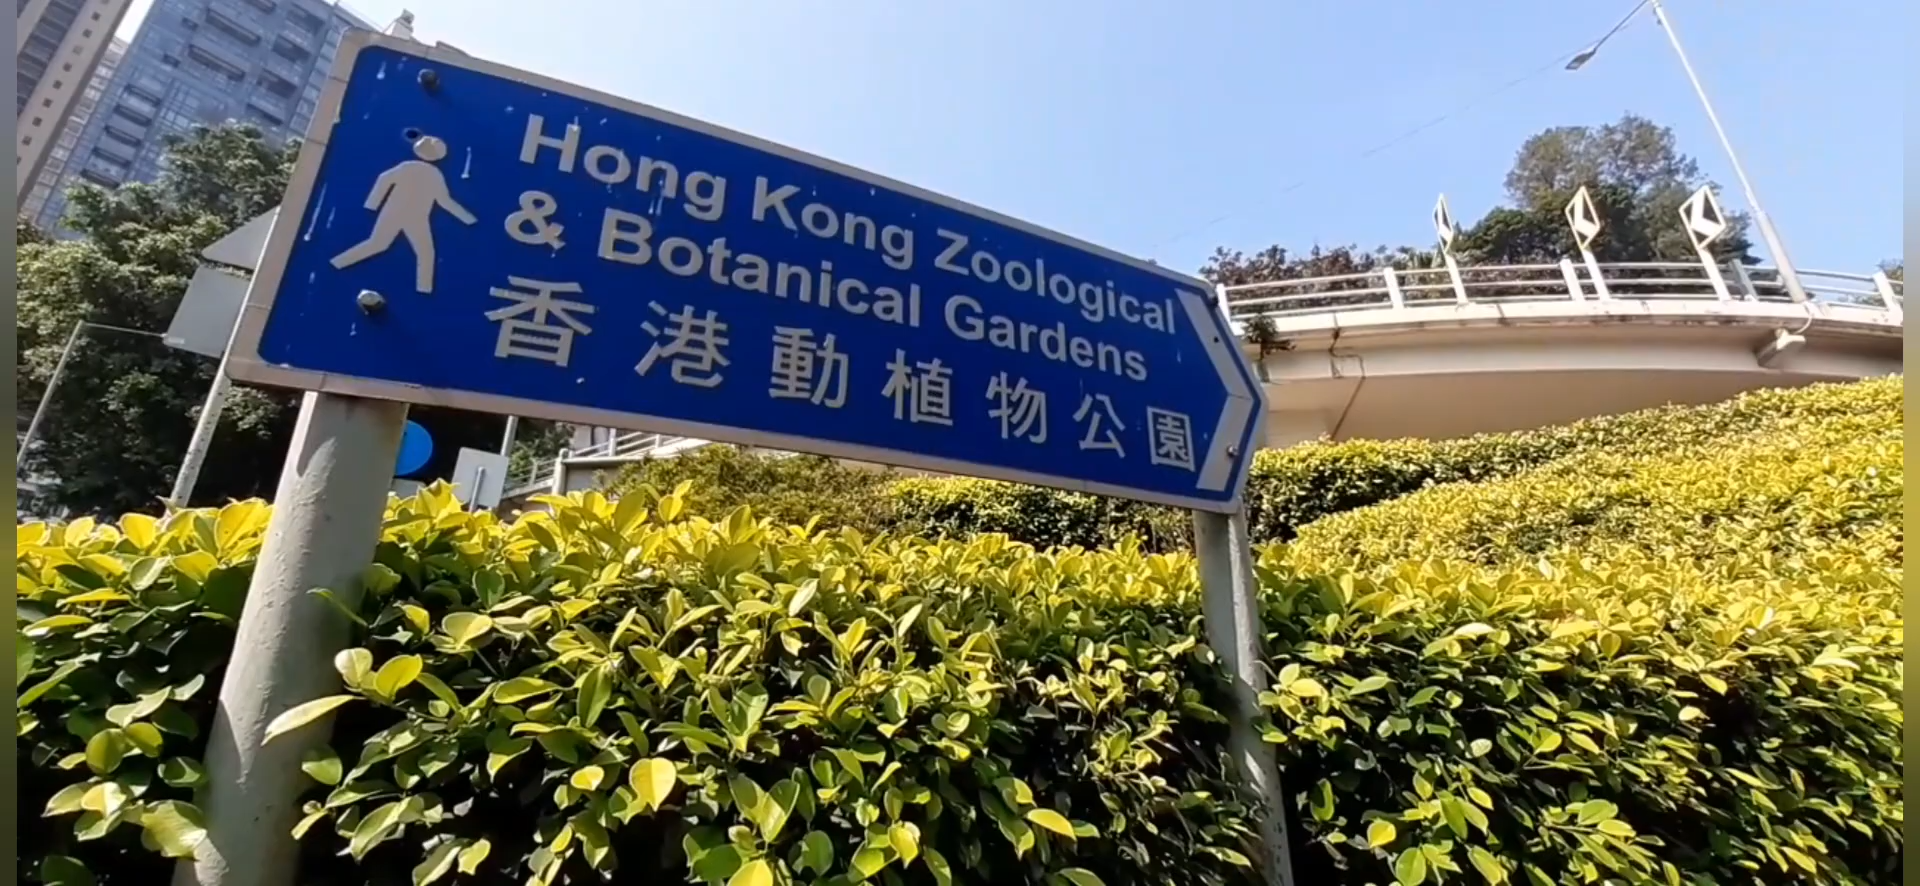 Hong Kong Zoological
& Botanical Gardens
香港動植物公園